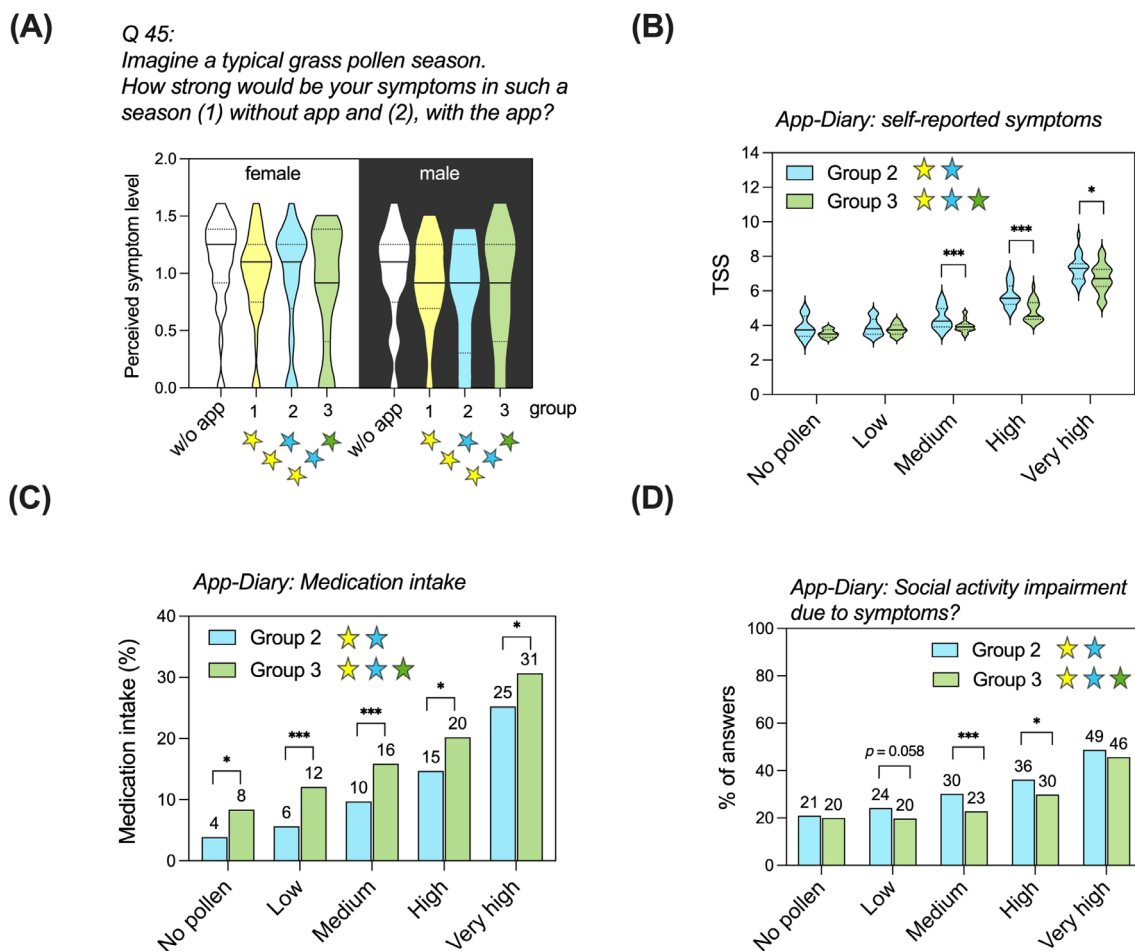 (A)
Q 45:
Imagine a typical grass pollen season.
How strong would be your symptoms in such a
season (1) without app and (2), with the app?
female
male
Perceived symptom level
2.0
1.5
1.0
0.5
0.0
w/o app
1
2
3
w/o app
1
2
3
group
(B)
App-Diary: self-reported symptoms
Group 2
Group 3
TSS
14
12
10
8
6
4
2
0
***
***
*
No pollen
Low
Medium
High
Very high
(C)
App-Diary: Medication intake
Group 2
Group 3
Medication intake (%)
40
30
20
10
0
*
4
8
***
6
12
***
10
16
*
15
20
*
25
31
No pollen
Low
Medium
High
Very high
(D)
App-Diary: Social activity impairment
due to symptoms?
Group 2
Group 3
% of answers
100
80
60
40
20
0
21
20
p = 0.058
24
20
***
30
23
*
36
30
49
46
No pollen
Low
Medium
High
Very high